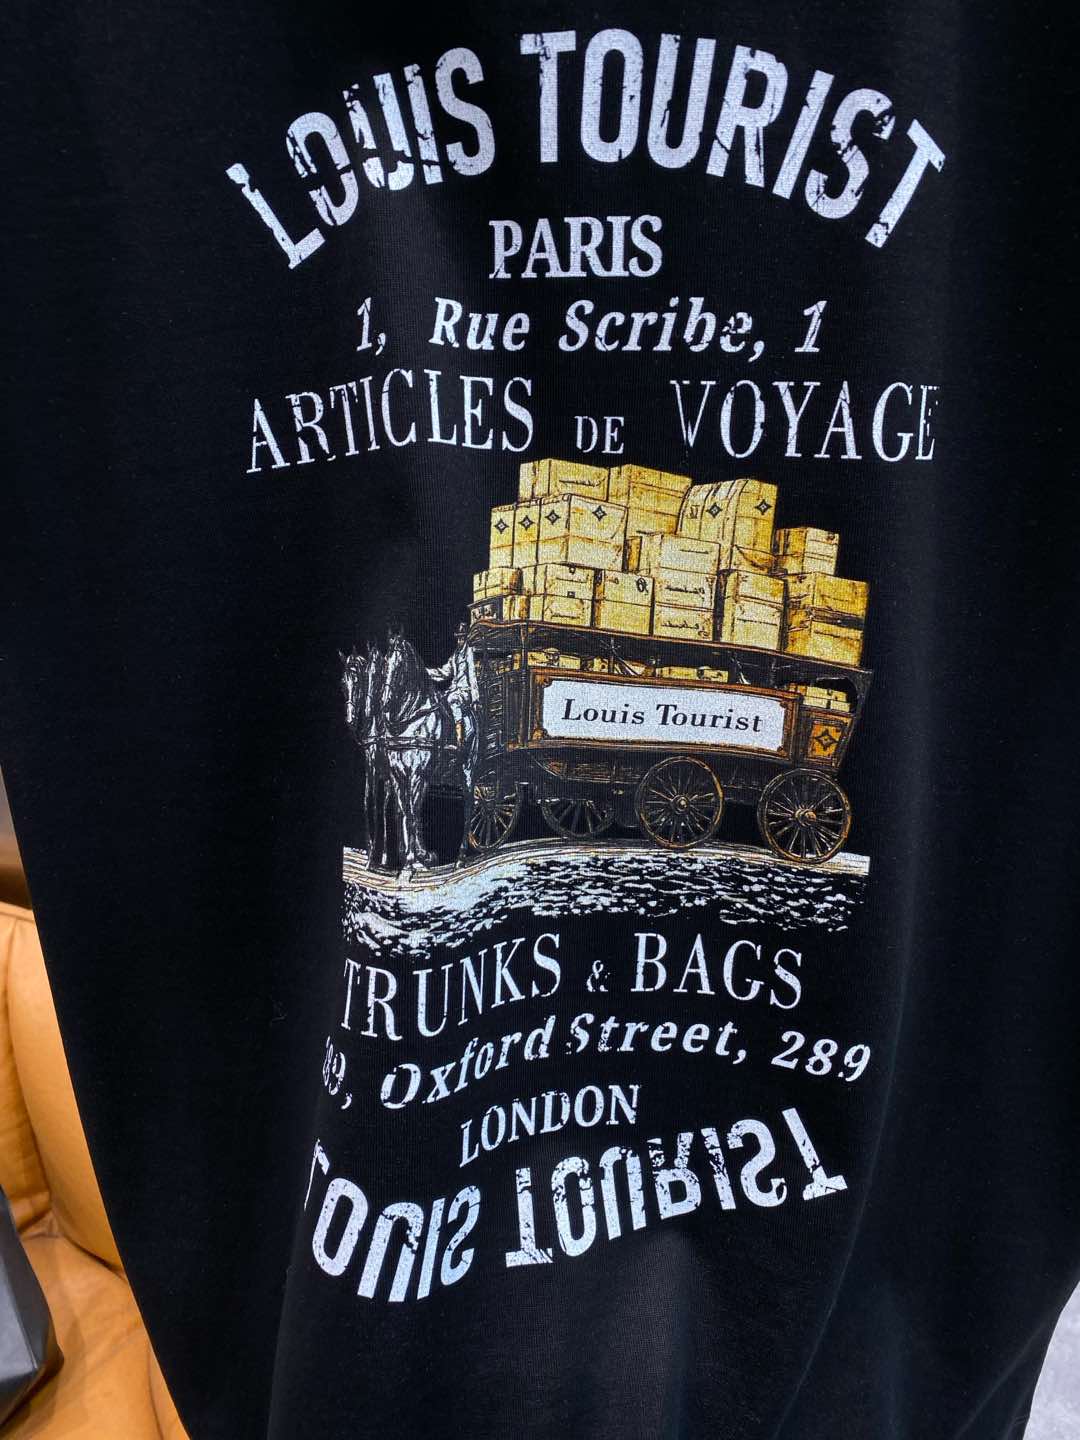 LOUIS TOURIST
PARIS
1, Rue Scribe, 1
ARTICLES DE VOYAGE
Louis Tourist
TRUNKS & BAGS
Oxford Street, 289
LONDON
LOUIS TOURIST